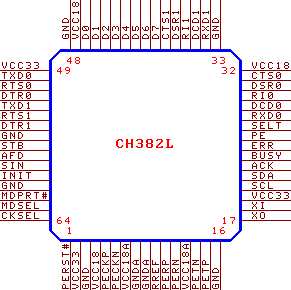 GND
VCC18
D0
D1
D2
D3
D4
D5
D6
D7
CTS1
DSR1
RI1
DCD1
RXD1
GND
48
33
49
32
VCC33
TXD0
RTS0
DTR0
TXD1
RTS1
DTR1
GND
STB
AFD
SIN
INIT
GND
MDPRT#
MDSEL
CKSEL
CH382L
VCC18
CTS0
DSR0
RI0
DCD0
RXD0
SELT
PE
ERR
BUSY
ACK
SDA
SCL
VCC33
XI
XO
64
17
1
16
PERST#
VCC33
GND
VCC18
PECKP
PECKN
VCC18A
GNDA
GNDA
RREF
PERP
PERN
VCC18A
PETN
PETP
GND